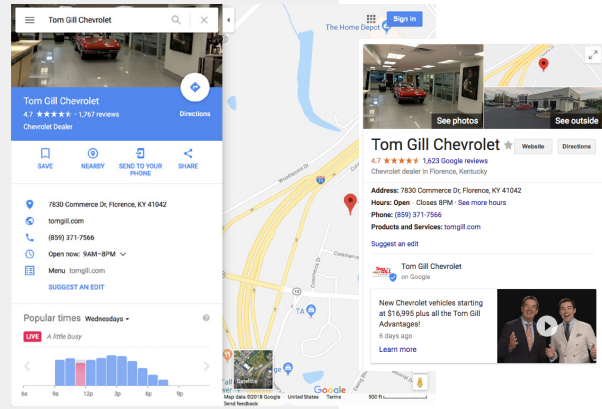 Tom Gill Chevrolet
Tom Gill Chevrolet
4.7 ★★★★★ · 1,767 reviews
Chevrolet Dealer
Directions
SAVE
NEARBY
SEND TO YOUR
PHONE
SHARE
7830 Commerce Dr, Florence, KY 41042
tomgill.com
(859) 371-7566
Open now: 9AM–8PM
Menu tomgill.com
SUGGEST AN EDIT
Popular times Wednesdays
LIVE A little busy
6a 9a 12p 3p 6p 9p
The Home Depot
Sign in
Woodspoint Dr
71
Commerce Dr
TA
Satellite
Google
Map data ©2018 Google United States Terms 500 ft
Send feedback
See photos
See outside
Tom Gill Chevrolet
Website
Directions
4.7 ★★★★★ 1,623 Google reviews
Chevrolet dealer in Florence, Kentucky
Address: 7830 Commerce Dr, Florence, KY 41042
Hours: Open · Closes 8PM · See more hours
Phone: (859) 371-7566
Products and Services: tomgill.com
Suggest an edit
Tom Gill Chevrolet
on Google
New Chevrolet vehicles starting
at $16,995 plus all the Tom Gill
Advantages!
6 days ago
Learn more